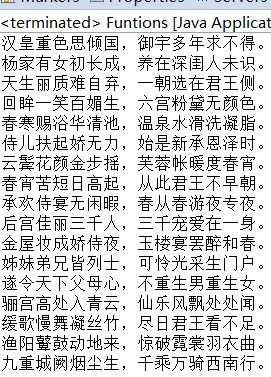 Markers Properties Servers
<terminated> Funtions [Java Applicat
汉皇重色思倾国，御宇多年求不得。
杨家有女初长成，养在深闺人未识。
天生丽质难自弃，一朝选在君王侧。
回眸一笑百媚生，六宫粉黛无颜色。
春寒赐浴华清池，温泉水滑洗凝脂。
侍儿扶起娇无力，始是新承恩泽时。
云鬓花颜金步摇，芙蓉帐暖度春宵。
春宵苦短日高起，从此君王不早朝。
承欢侍宴无闲暇，春从春游夜专夜。
后宫佳丽三千人，三千宠爱在一身。
金屋妆成娇侍夜，玉楼宴罢醉和春。
姊妹弟兄皆列士，可怜光采生门户。
遂令天下父母心，不重生男重生女。
骊宫高处入青云，仙乐风飘处处闻。
缓歌慢舞凝丝竹，尽日君王看不足。
渔阳鼙鼓动地来，惊破霓裳羽衣曲。
九重城阙烟尘生，千乘万骑西南行。